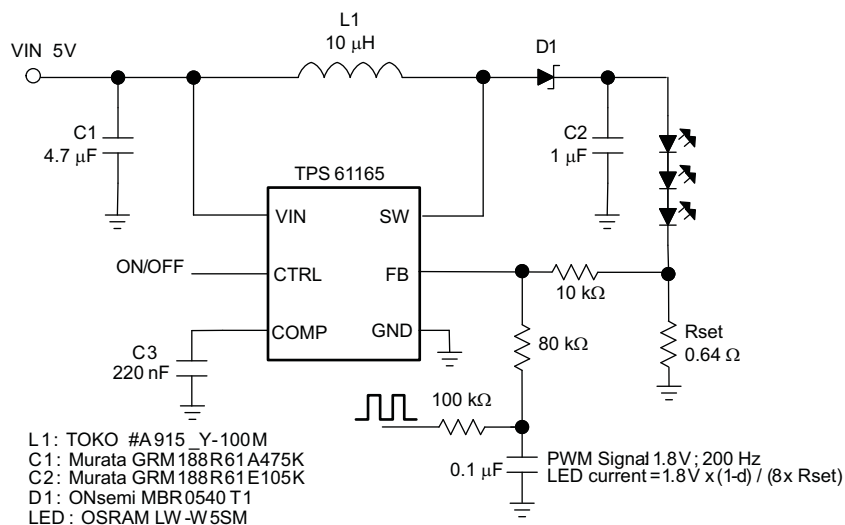 L1
10 μH
VIN 5V
D1
C1
4.7 μF
C2
1 μF
TPS 61165
VIN
SW
ON/OFF
CTRL
FB
10 kΩ
COMP
GND
C3
220 nF
80 kΩ
Rset
0.64 Ω
100 kΩ
0.1 μF
PWM Signal 1.8V; 200 Hz
LED current = 1.8V x (1-d) / (8x Rset)
L1: TOKO #A915_Y-100M
C1: Murata GRM188R61A475K
C2: Murata GRM188R61E105K
D1: ONsemi MBR0540T1
LED: OSRAM LW-W5SM